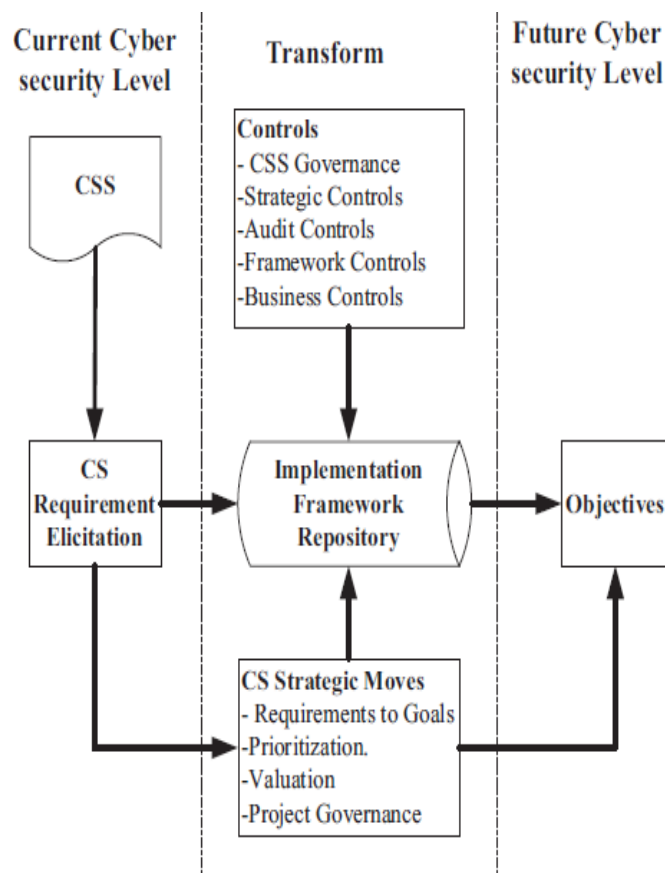 Current Cyber
security Level
Transform
Future Cyber
security Level
CSS
Controls
- CSS Governance
-Strategic Controls
-Audit Controls
-Framework Controls
-Business Controls
CS
Requirement
Elicitation
Implementation
Framework
Repository
Objectives
CS Strategic Moves
- Requirements to Goals
-Prioritization.
-Valuation
-Project Governance